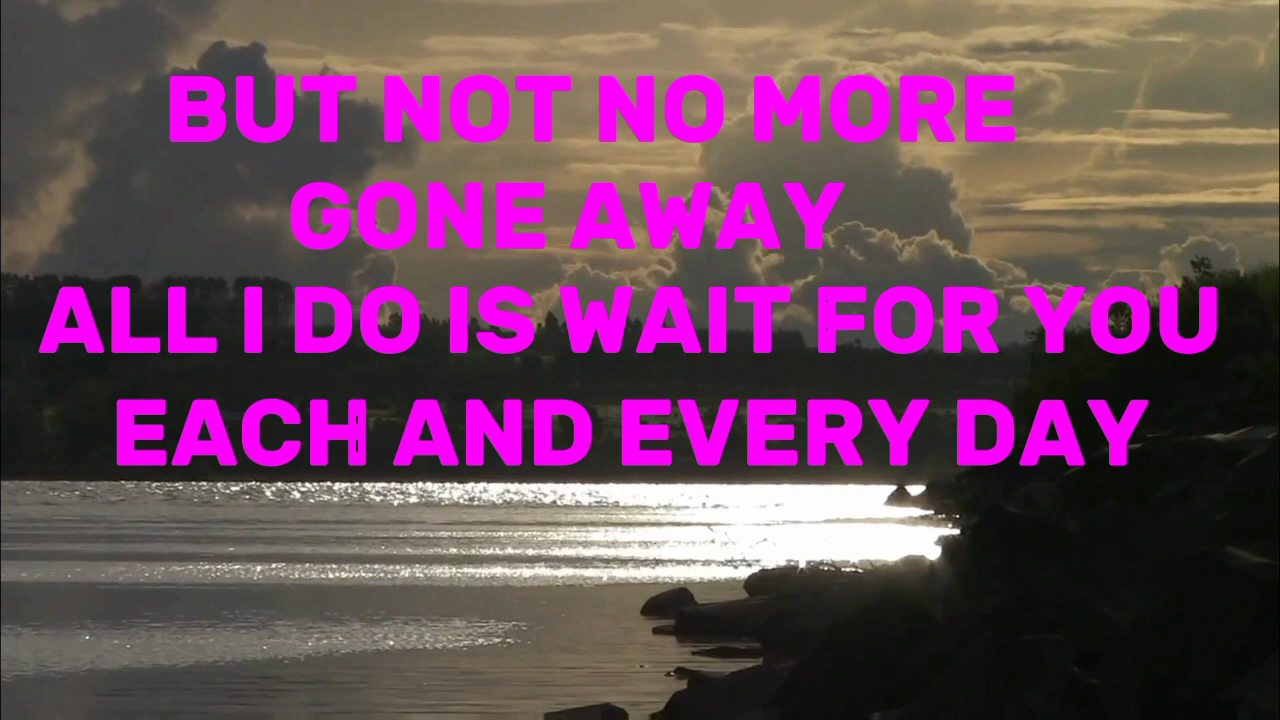 BUT NOT NO MORE
GONE AWAY
ALL I DO IS WAIT FOR YOU
EACH AND EVERY DAY